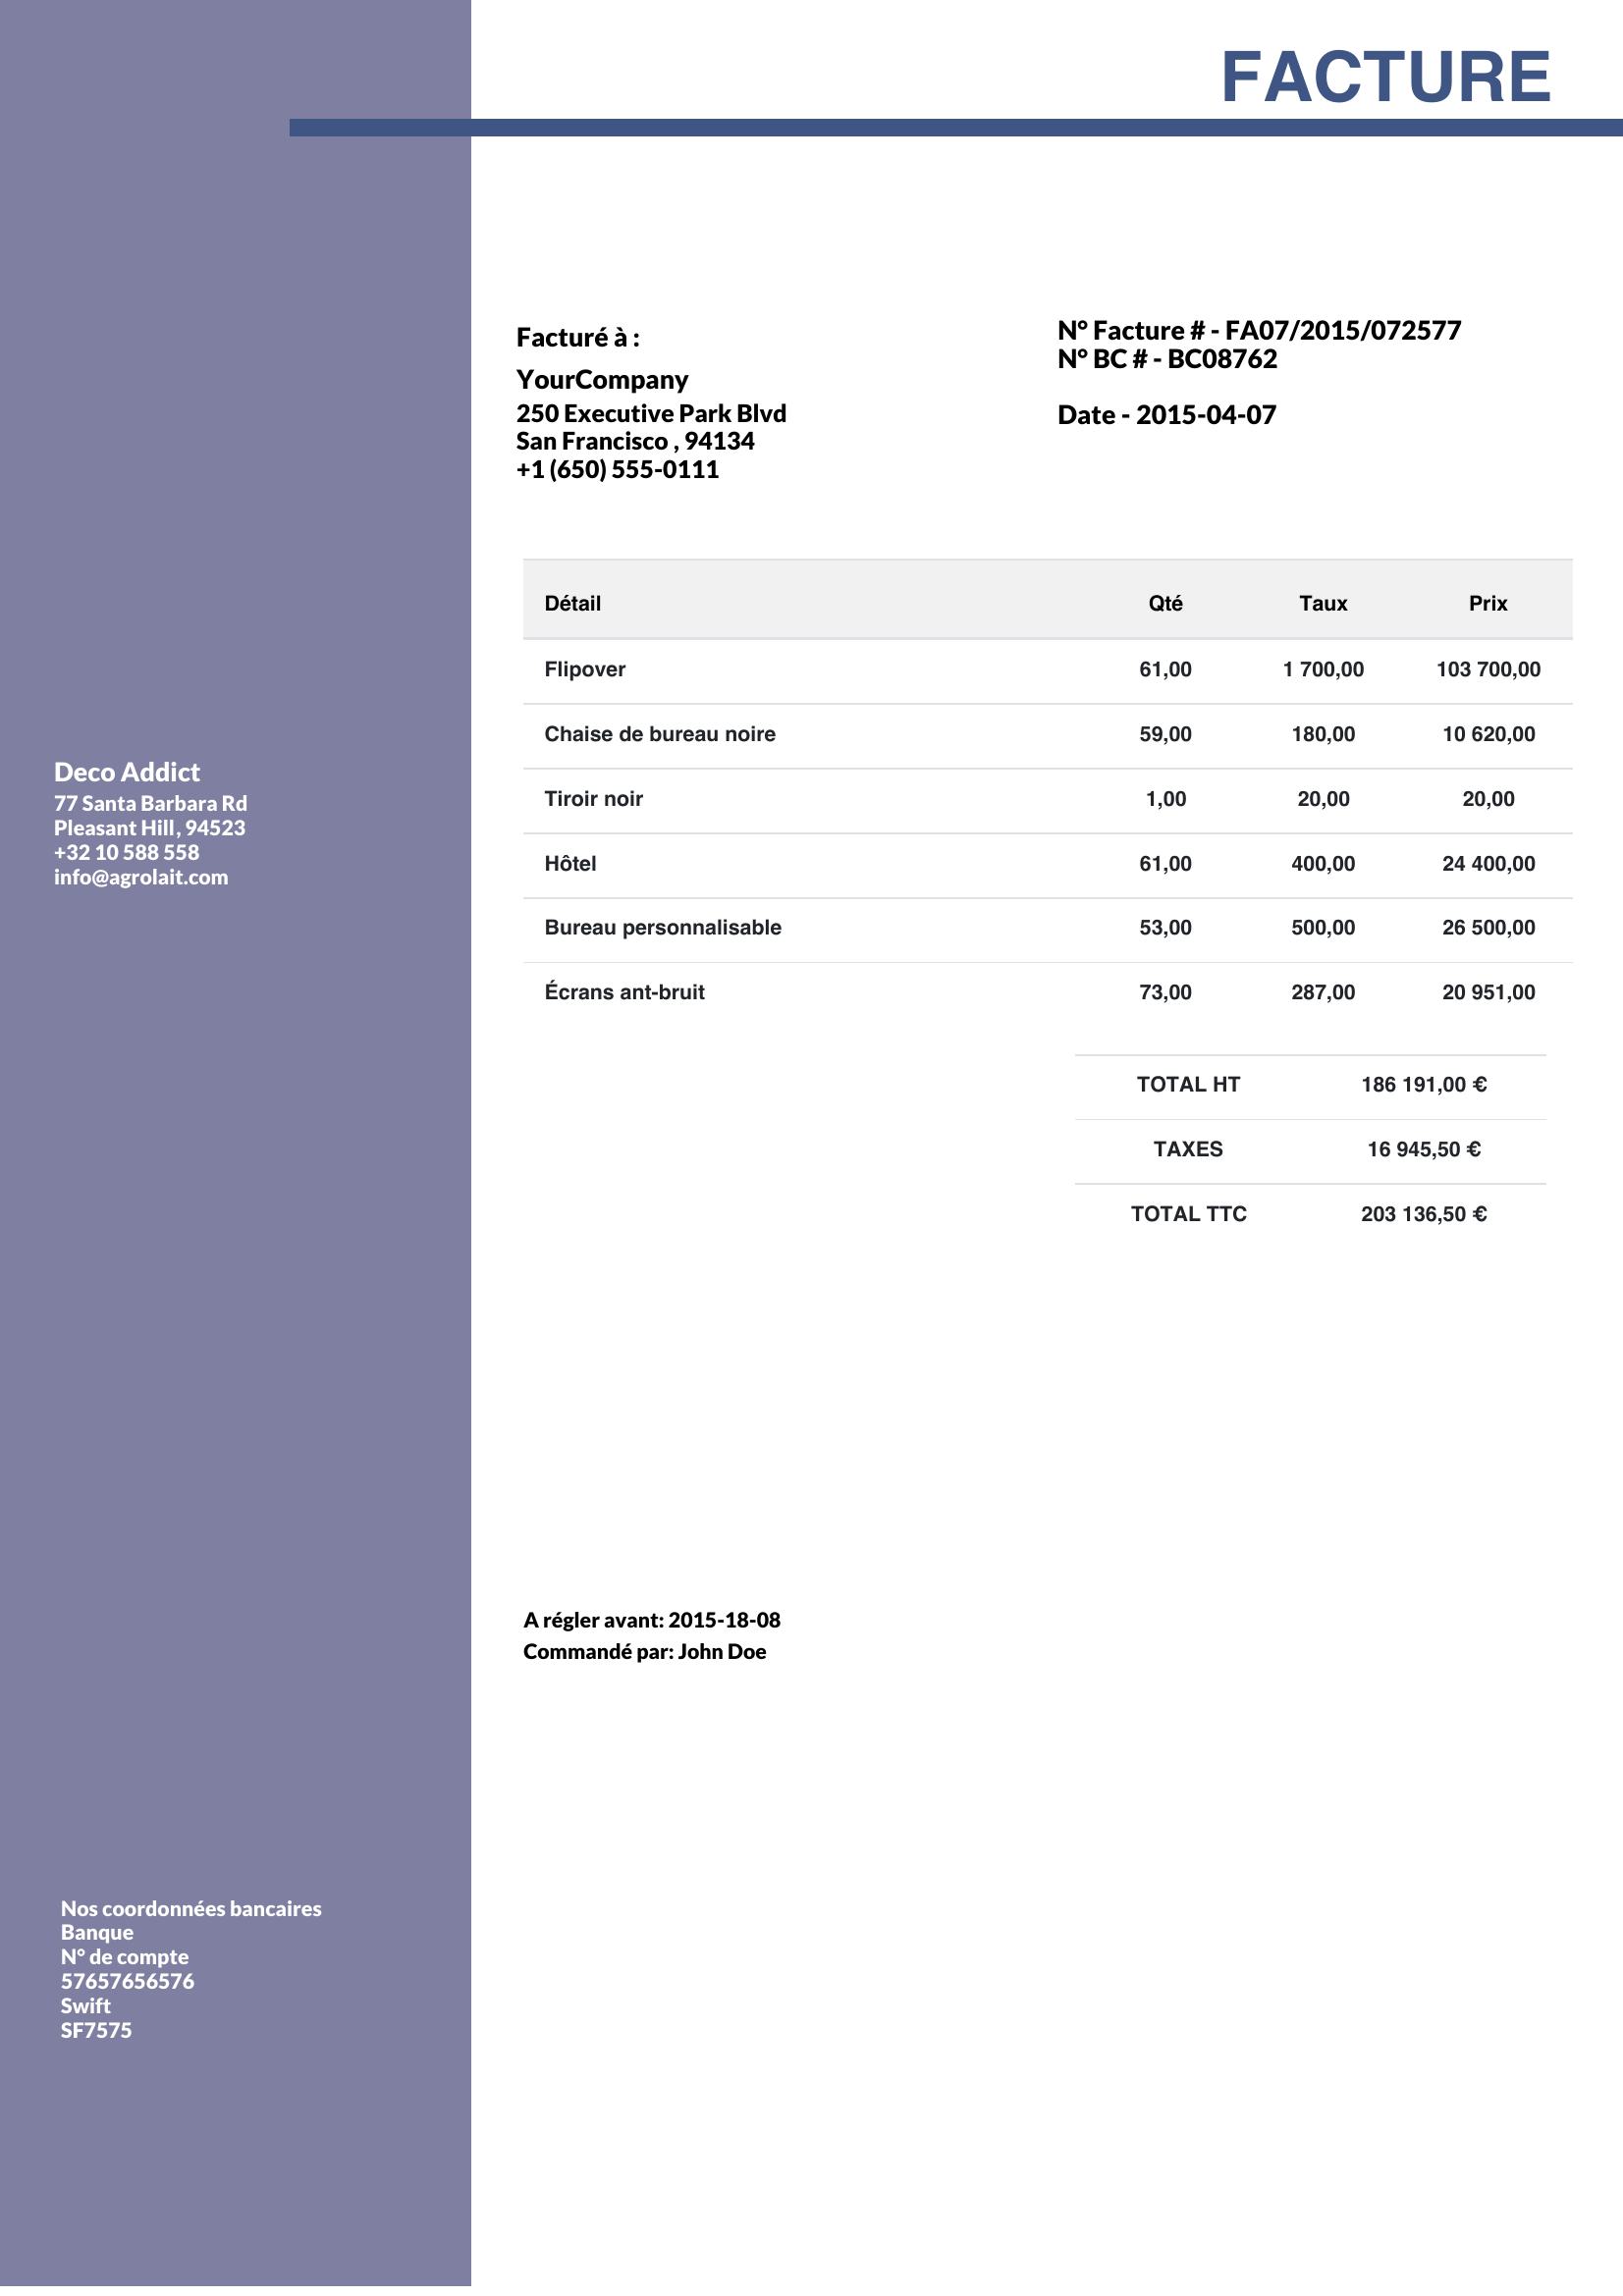 FACTURE
Facturé à :
YourCompany
250 Executive Park Blvd
San Francisco , 94134
+1 (650) 555-0111
N° Facture # - FA07/2015/072577
N° BC # - BC08762
Date - 2015-04-07
Détail Qté Taux Prix
Flipover 61,00 1 700,00 103 700,00
Chaise de bureau noire 59,00 180,00 10 620,00
Tiroir noir 1,00 20,00 20,00
Hôtel 61,00 400,00 24 400,00
Bureau personnalisable 53,00 500,00 26 500,00
Écrans ant-bruit 73,00 287,00 20 951,00
TOTAL HT 186 191,00 €
TAXES 16 945,50 €
TOTAL TTC 203 136,50 €
Deco Addict
77 Santa Barbara Rd
Pleasant Hill , 94523
+32 10 588 558
info@agrolait.com
A régler avant: 2015-18-08
Commandé par: John Doe
Nos coordonnées bancaires
Banque
N° de compte
57657656576
Swift
SF7575